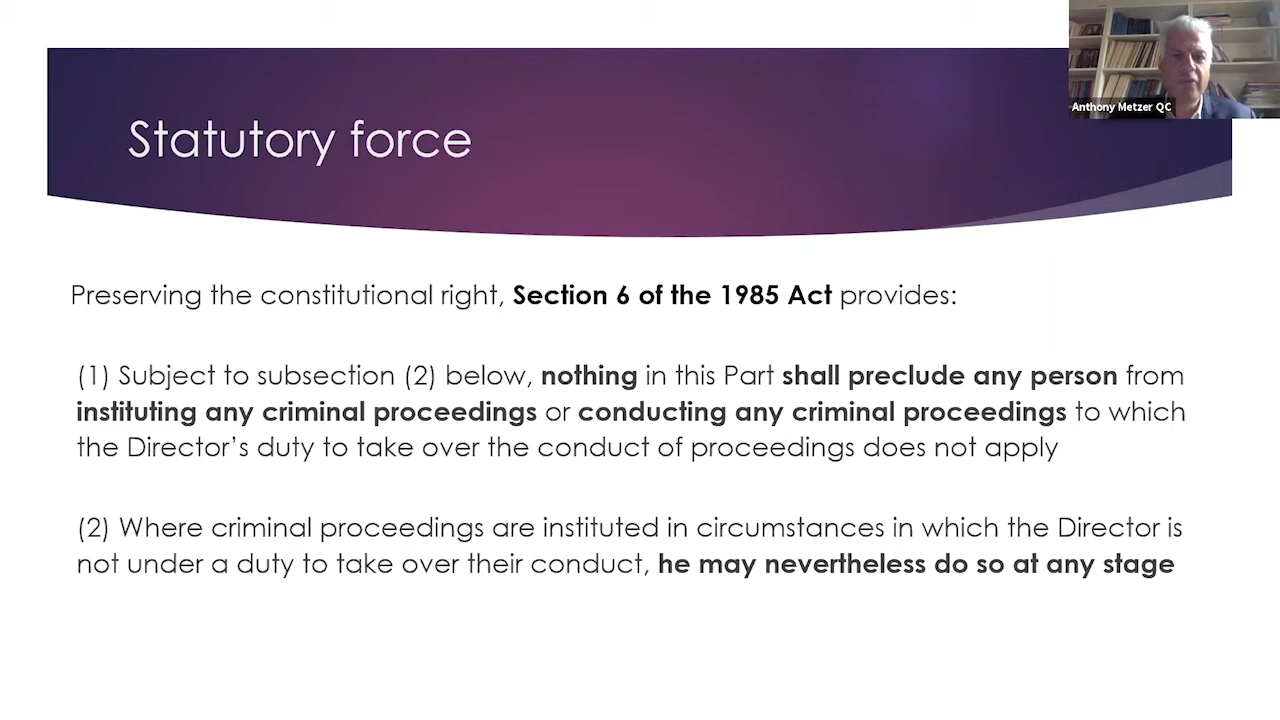 Anthony Metzer QC
Statutory force
Preserving the constitutional right, Section 6 of the 1985 Act provides:
(1) Subject to subsection (2) below, nothing in this Part shall preclude any person from
instituting any criminal proceedings or conducting any criminal proceedings to which
the Director’s duty to take over the conduct of proceedings does not apply
(2) Where criminal proceedings are instituted in circumstances in which the Director is
not under a duty to take over their conduct, he may nevertheless do so at any stage